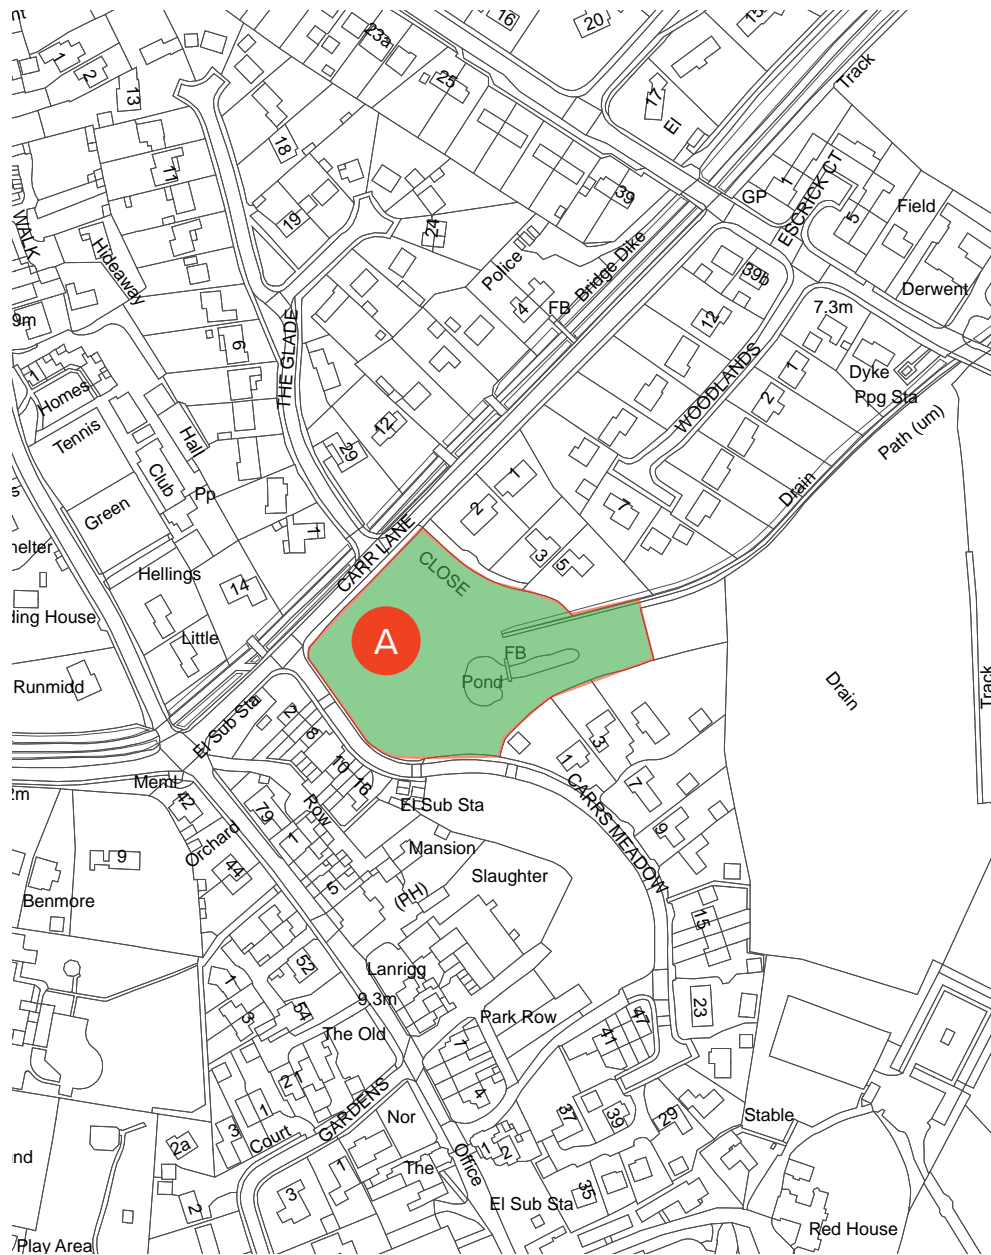 nt
1
2
13
23a
25
16
20
15
17
El
Track
18
11
19
24
39
GP
1
ESCRICK CT
5
Field
WALK
Hideaway
Police
4
FB
Bridge Dike
39b
Derwent
9m
6
THE GLADE
12
WOODLANDS
7.3m
1
Dyke
Ppg Sta
1
Homes
Tennis
Hall
Club
Green
Pp
29
12
2
Path (um)
1
2
7
Drain
1
3
5
CARR LANE
CLOSE
helter
Hellings
14
ding House
Little
A
FB
Pond
Runmidd
Drain
Track
El Sub Sta
2
8
10
16
1
3
7
9
CARRS MEADOW
Meml
2m
42
79
Row
El Sub Sta
Orchard
1
Mansion
9
44
5
(PH)
Slaughter
Benmore
15
52
Lanrigg
1
3
54
9.3m
23
The Old
Park Row
47
41
1
21
4
1
GARDENS
Nor
37
39
29
Stable
3
Court
2a
Office
1
2
nd
1
The
3
35
2
El Sub Sta
Red House
Play Area